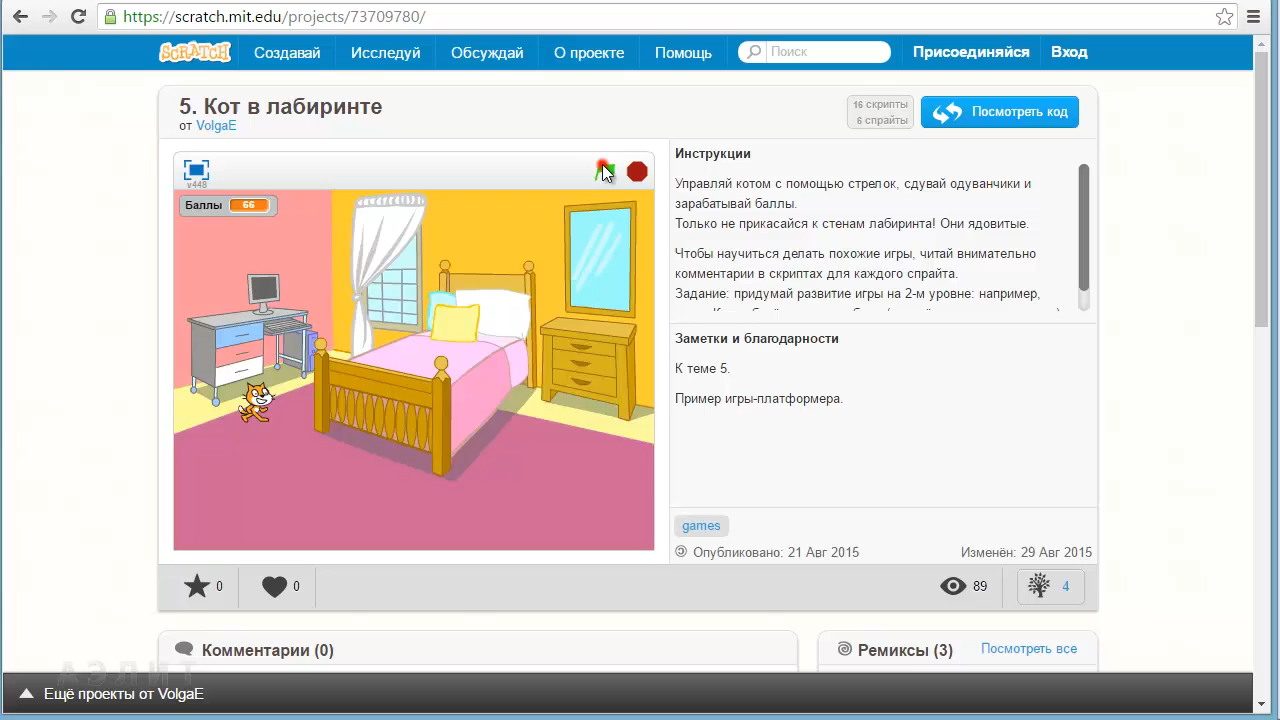 https://scratch.mit.edu/projects/73709780/
SCRATCH Создавай Исследуй Обсуждай О проекте Помощь Поиск Присоединяйся Вход
5. Кот в лабиринте
от VolgaE
16 скрипты
6 спрайты
Посмотреть код
v448
Баллы 66
Инструкции
Управляй котом с помощью стрелок, сдувай одуванчики и
зарабатывай баллы.
Только не прикасайся к стенам лабиринта! Они ядовитые.
Чтобы научиться делать похожие игры, читай внимательно
комментарии в скриптах для каждого спрайта.
Задание: придумай развитие игры на 2-м уровне: например,
Заметки и благодарности
К теме 5.
Пример игры-платформера.
games
Опубликовано: 21 Авг 2015 Изменён: 29 Авг 2015
0 0 89 4
Комментарии (0)
Ремиксы (3) Посмотреть все
АЭЛИТ
Ещё проекты от VolgaE